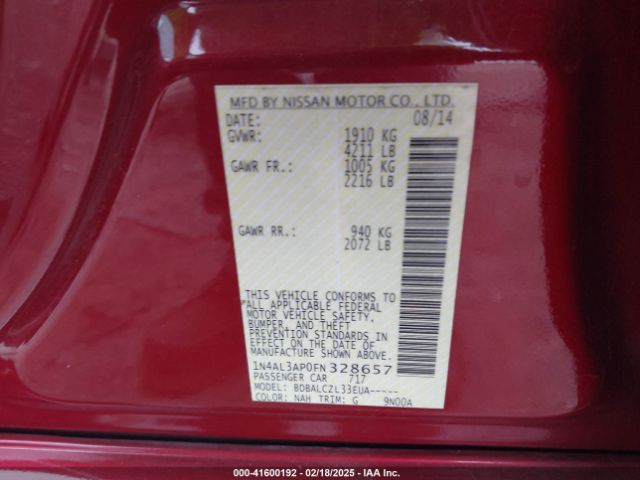 MFD BY NISSAN MOTOR CO., LTD.
DATE: 08/14
GVWR: 1910 KG
4211 LB
GAWR FR.: 1005 KG
2216 LB
GAWR RR.: 940 KG
2072 LB
THIS VEHICLE CONFORMS TO
ALL APPLICABLE FEDERAL
MOTOR VEHICLE SAFETY,
BUMPER, AND THEFT
PREVENTION STANDARDS IN
EFFECT ON THE DATE OF
MANUFACTURE SHOWN ABOVE.
1N4AL3AP0FN328657
PASSENGER CAR 717
MODEL: BDBALCZL33EUA-----
COLOR: NAH TRIM: G 9N00A
000-41600192 - 02/18/2025 - IAA Inc.